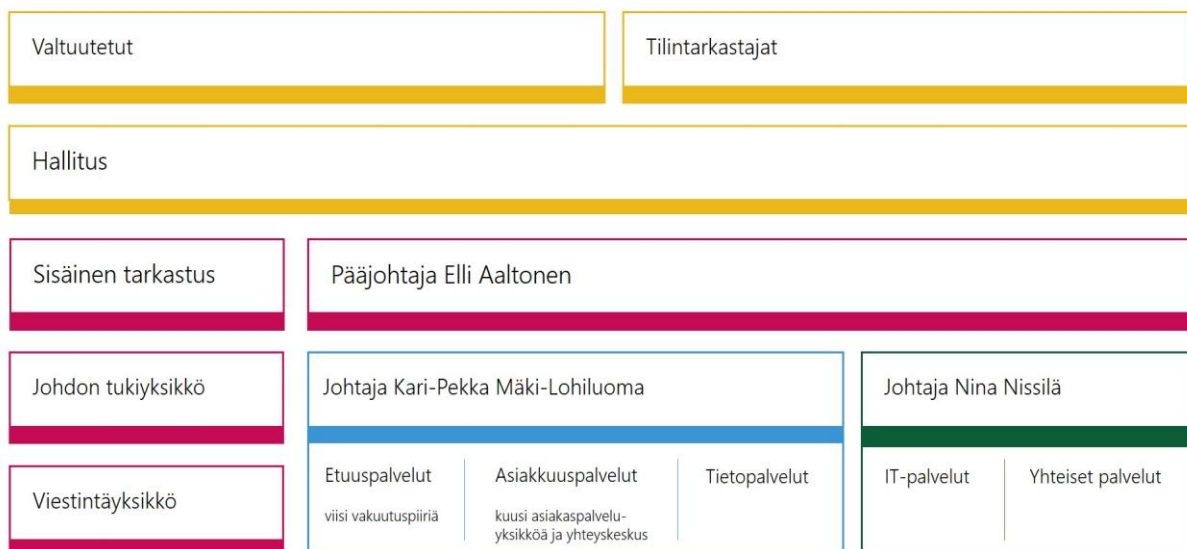 Valtuutetut
Tilintarkastajat
Hallitus
Sisäinen tarkastus
Pääjohtaja Elli Aaltonen
Johdon tukiyksikkö
Johtaja Kari-Pekka Mäki-Lohiluoma
Johtaja Nina Nissilä
Viestintäyksikkö
Etuuspalvelut
viisi vakuutuspiiriä
Asiakkuuspalvelut
kuusi asiakaspalvelu-
yksikköä ja yhteyskeskus
Tietopalvelut
IT-palvelut
Yhteiset palvelut